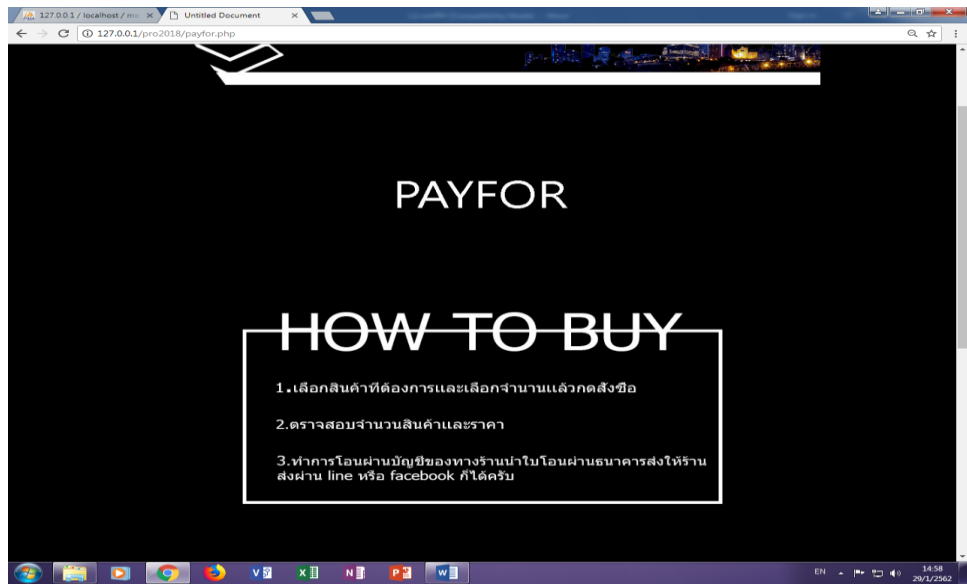 127.0.0.1 / localhost / me
Untitled Document
127.0.0.1/pro2018/payfor.php
PAYFOR
HOW TO BUY
1.เลือกสินค้าที่ต้องการและเลือกจำนานแล้วกดสั่งซือ
2.ตราจสอบจำนวนสินค้าและราคา
3.ทำการโอนผ่านบัญชีของทางร้านนำใบโอนผ่านธนาคารส่งให้ร้าน
ส่งผ่าน line หรือ facebook ก็ได้ครับ
EN
14:58
29/1/2562